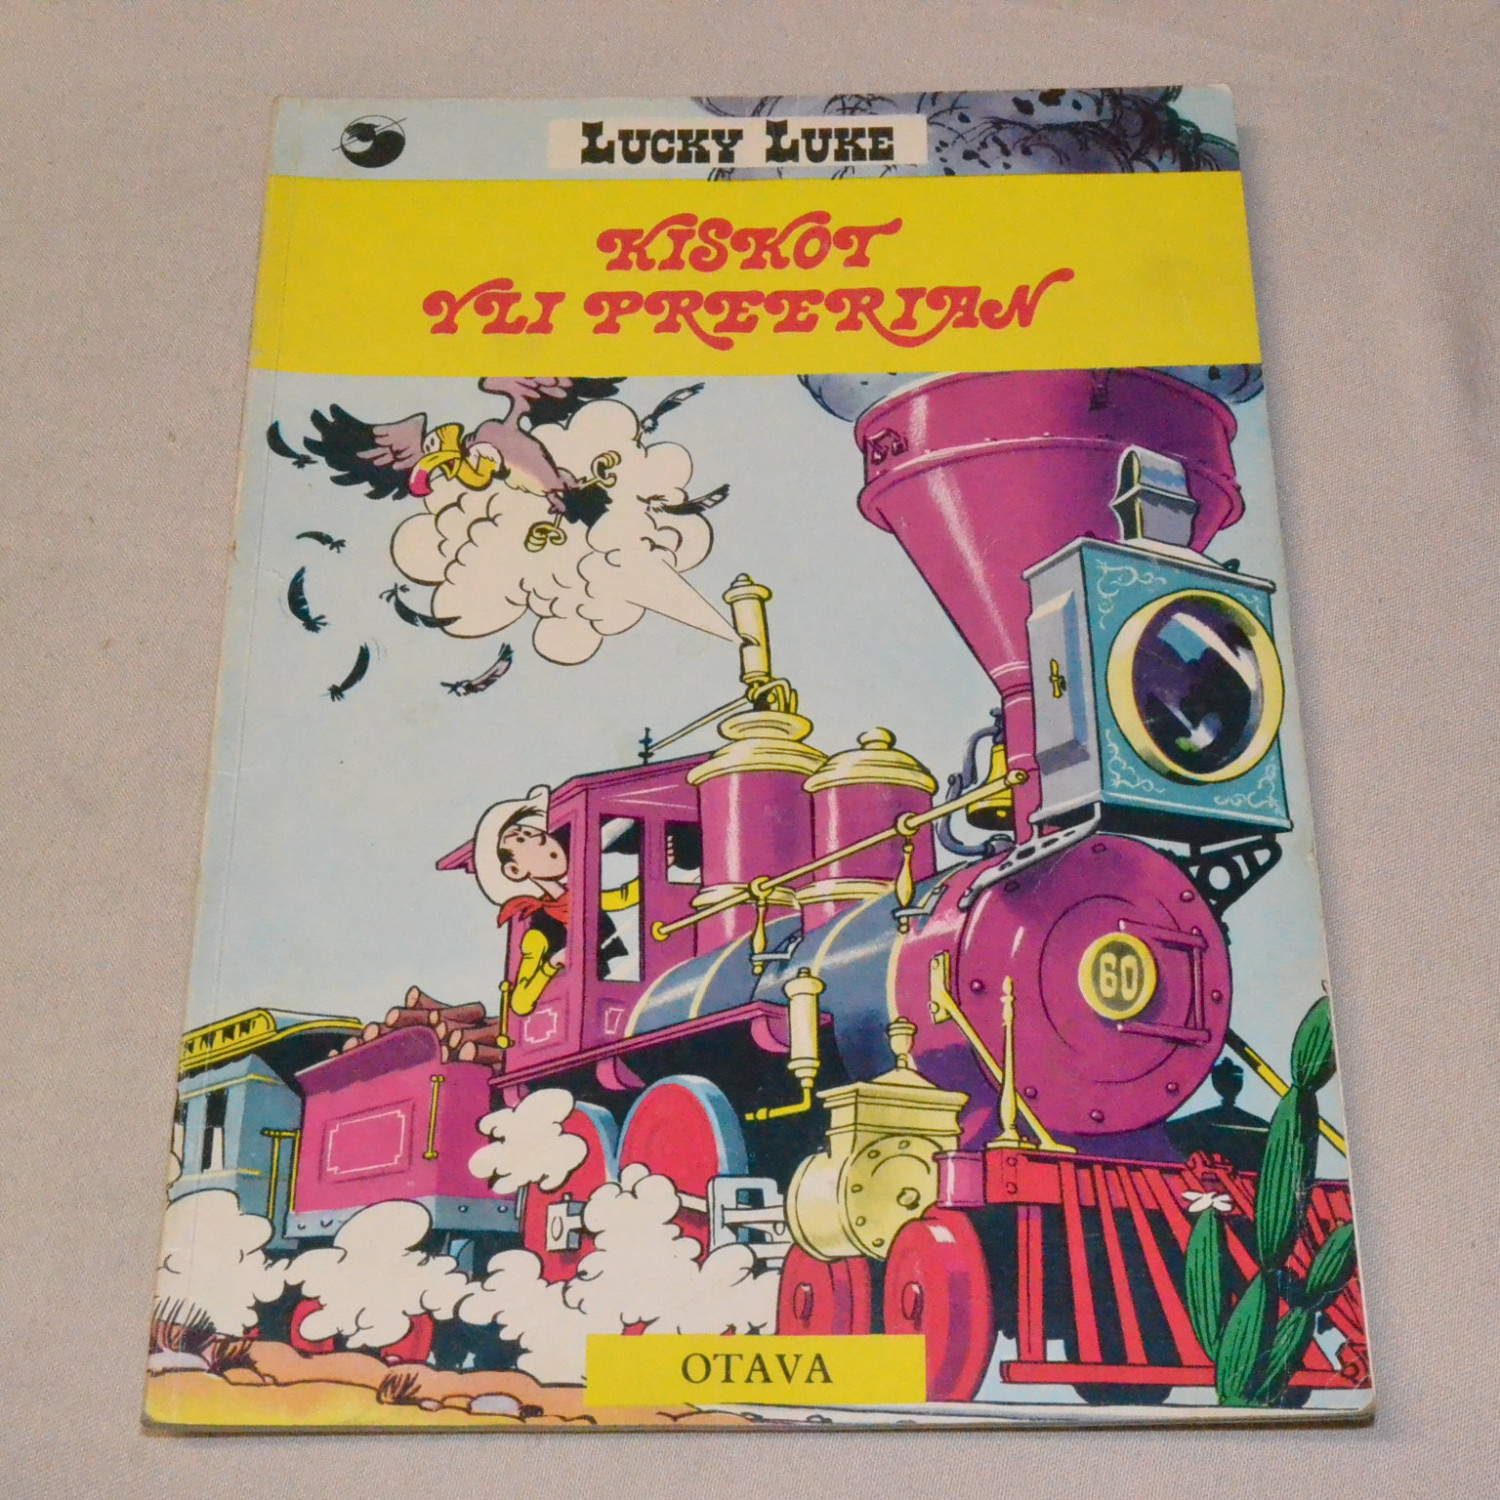 LUCKY LUKE
KISKOT
YLI PREERIAN
60
OTAVA